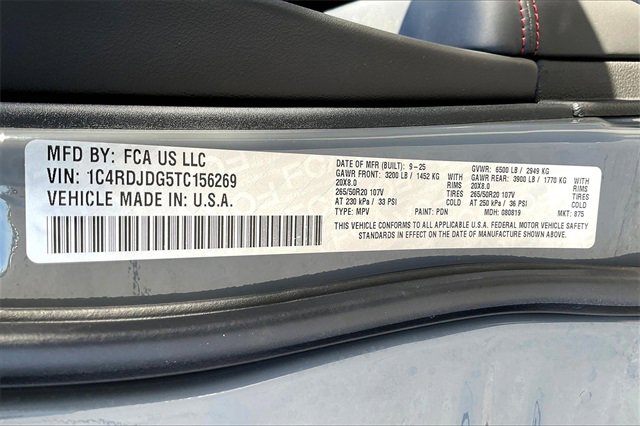 MFD BY: FCA US LLC
VIN: 1C4RDJDG5TC156269
VEHICLE MADE IN: U.S.A.
DATE OF MFR (BUILT): 9-25 GVWR: 6500 LB / 2949 KG
GAWR FRONT: 3200 LB / 1452 KG WITH GAWR REAR: 3900 LB / 1770 KG WITH
20X8.0 TIRES 20X8.0 TIRES
265/50R20 107V RIMS 265/50R20 107V RIMS
AT 230 kPa / 33 PSI COLD AT 250 kPa / 36 PSI COLD
TYPE: MPV PAINT: PDN MDH: 080819 MKT: 875
THIS VEHICLE CONFORMS TO ALL APPLICABLE U.S.A. FEDERAL MOTOR VEHICLE SAFETY
STANDARDS IN EFFECT ON THE DATE OF MANUFACTURE SHOWN ABOVE.